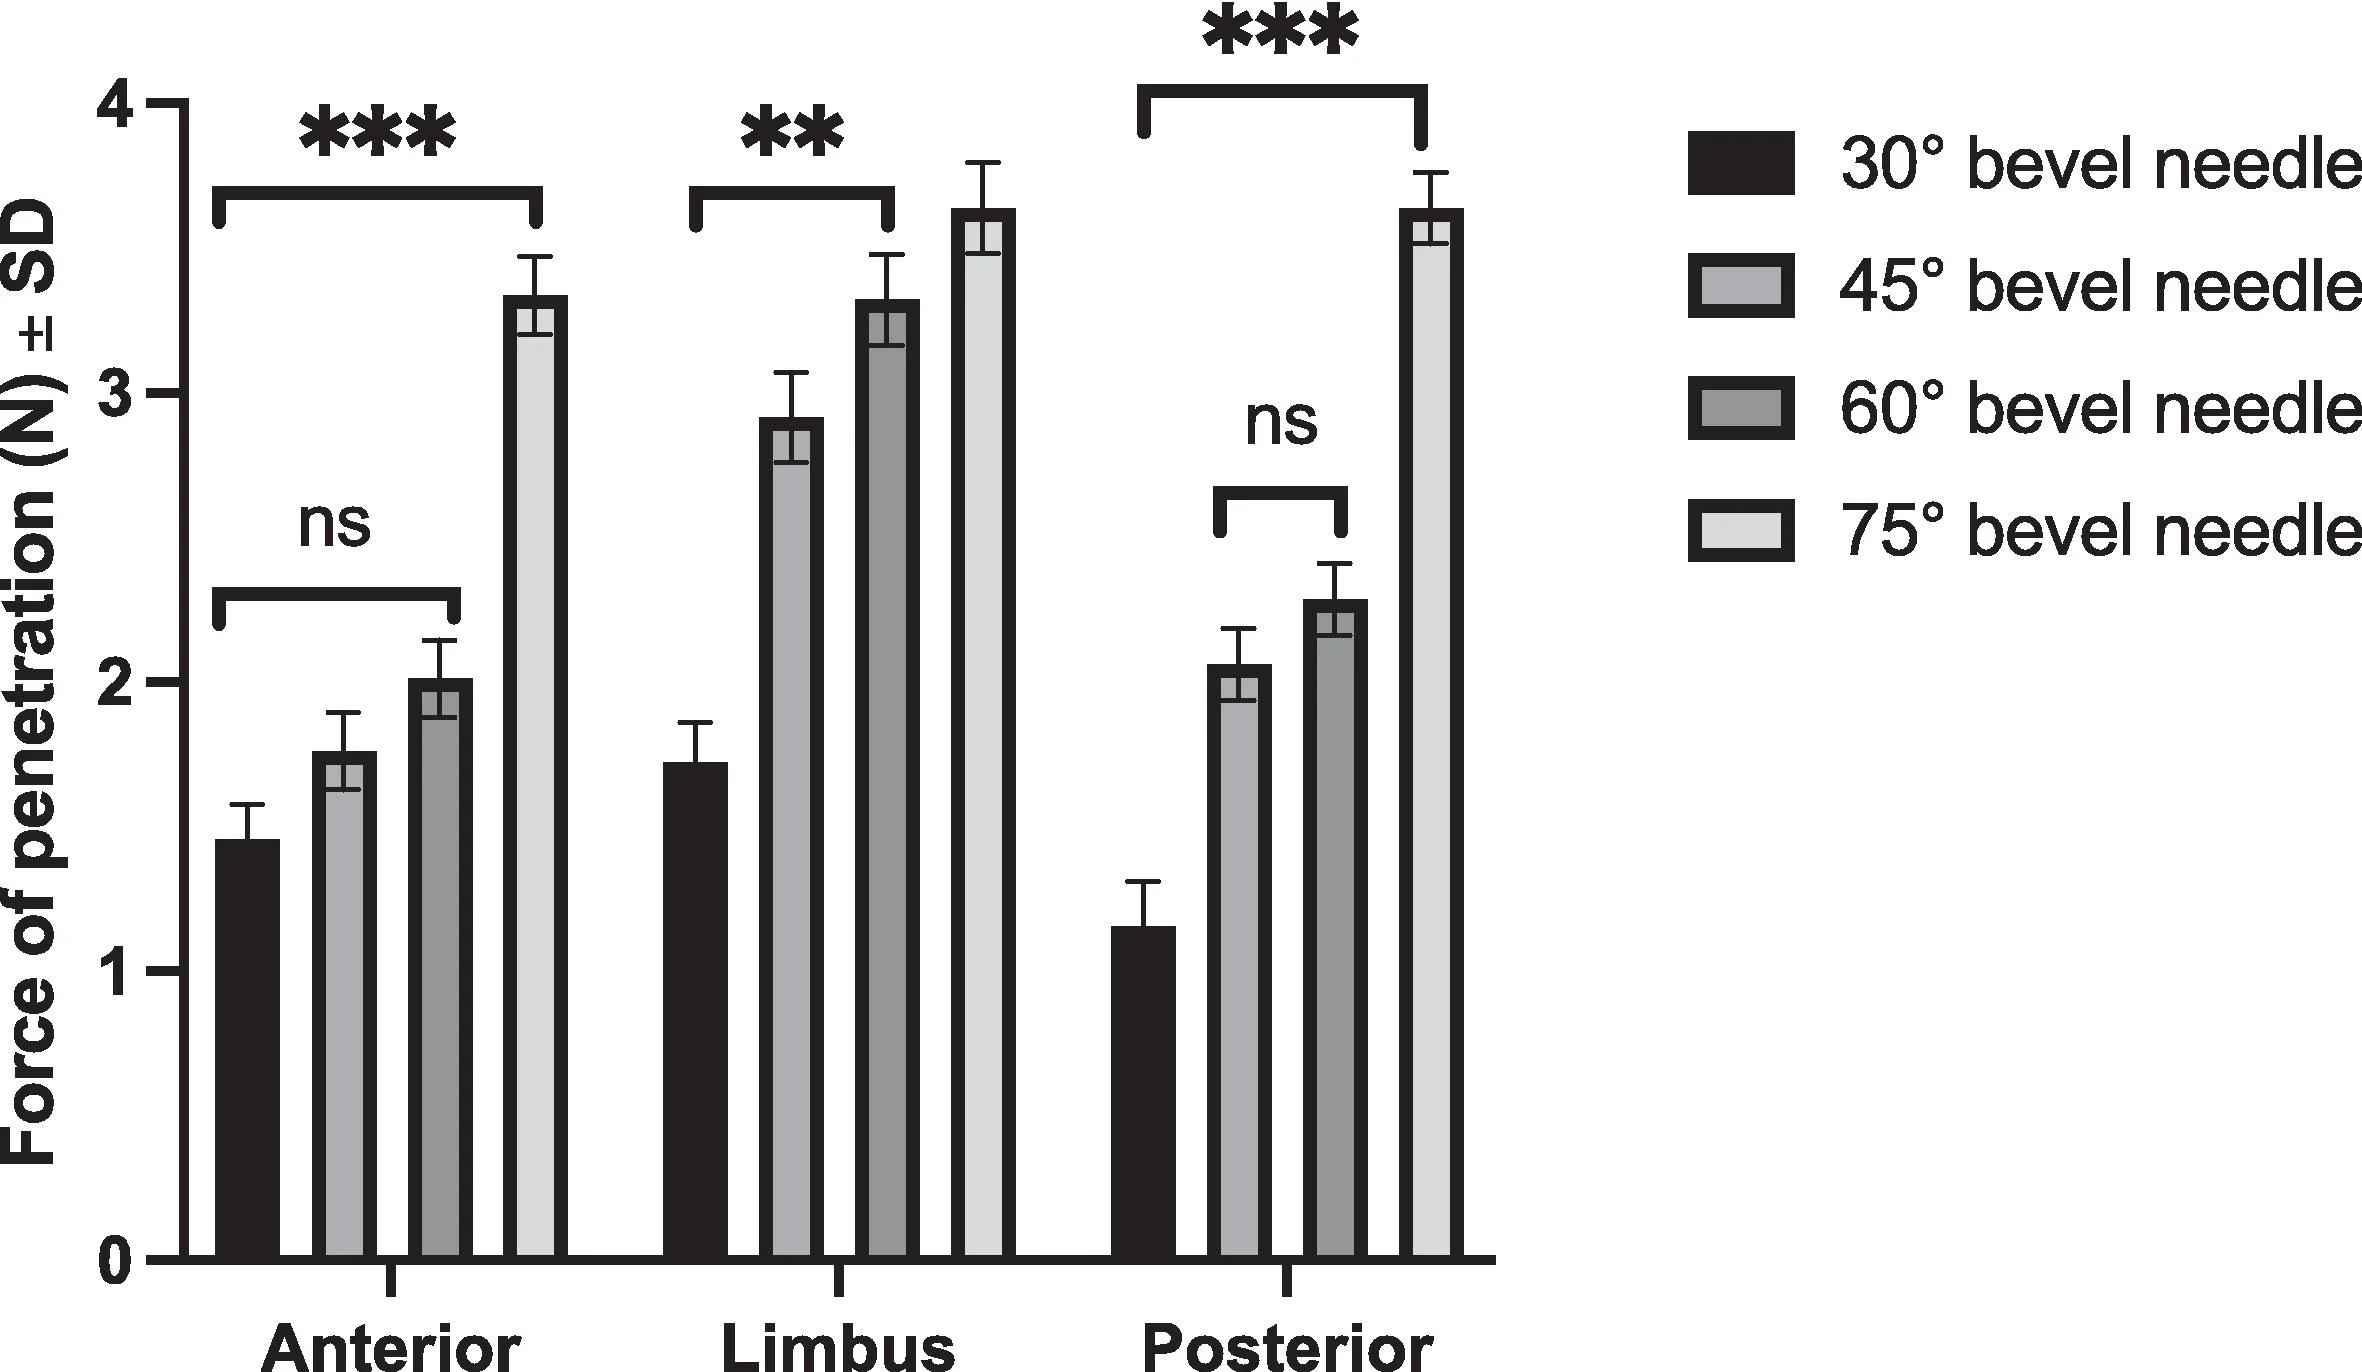 ***
4
***
**
30° bevel needle
45° bevel needle
60° bevel needle
75° bevel needle
Force of penetration (N) ± SD
3
ns
ns
2
1
0
Anterior
Limbus
Posterior